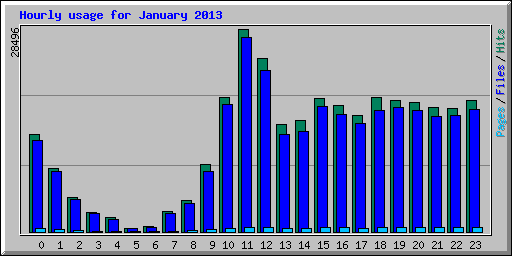 Hourly usage for January 2013
28496
Pages/Files/Hits
0 1 2 3 4 5 6 7 8 9 10 11 12 13 14 15 16 17 18 19 20 21 22 23